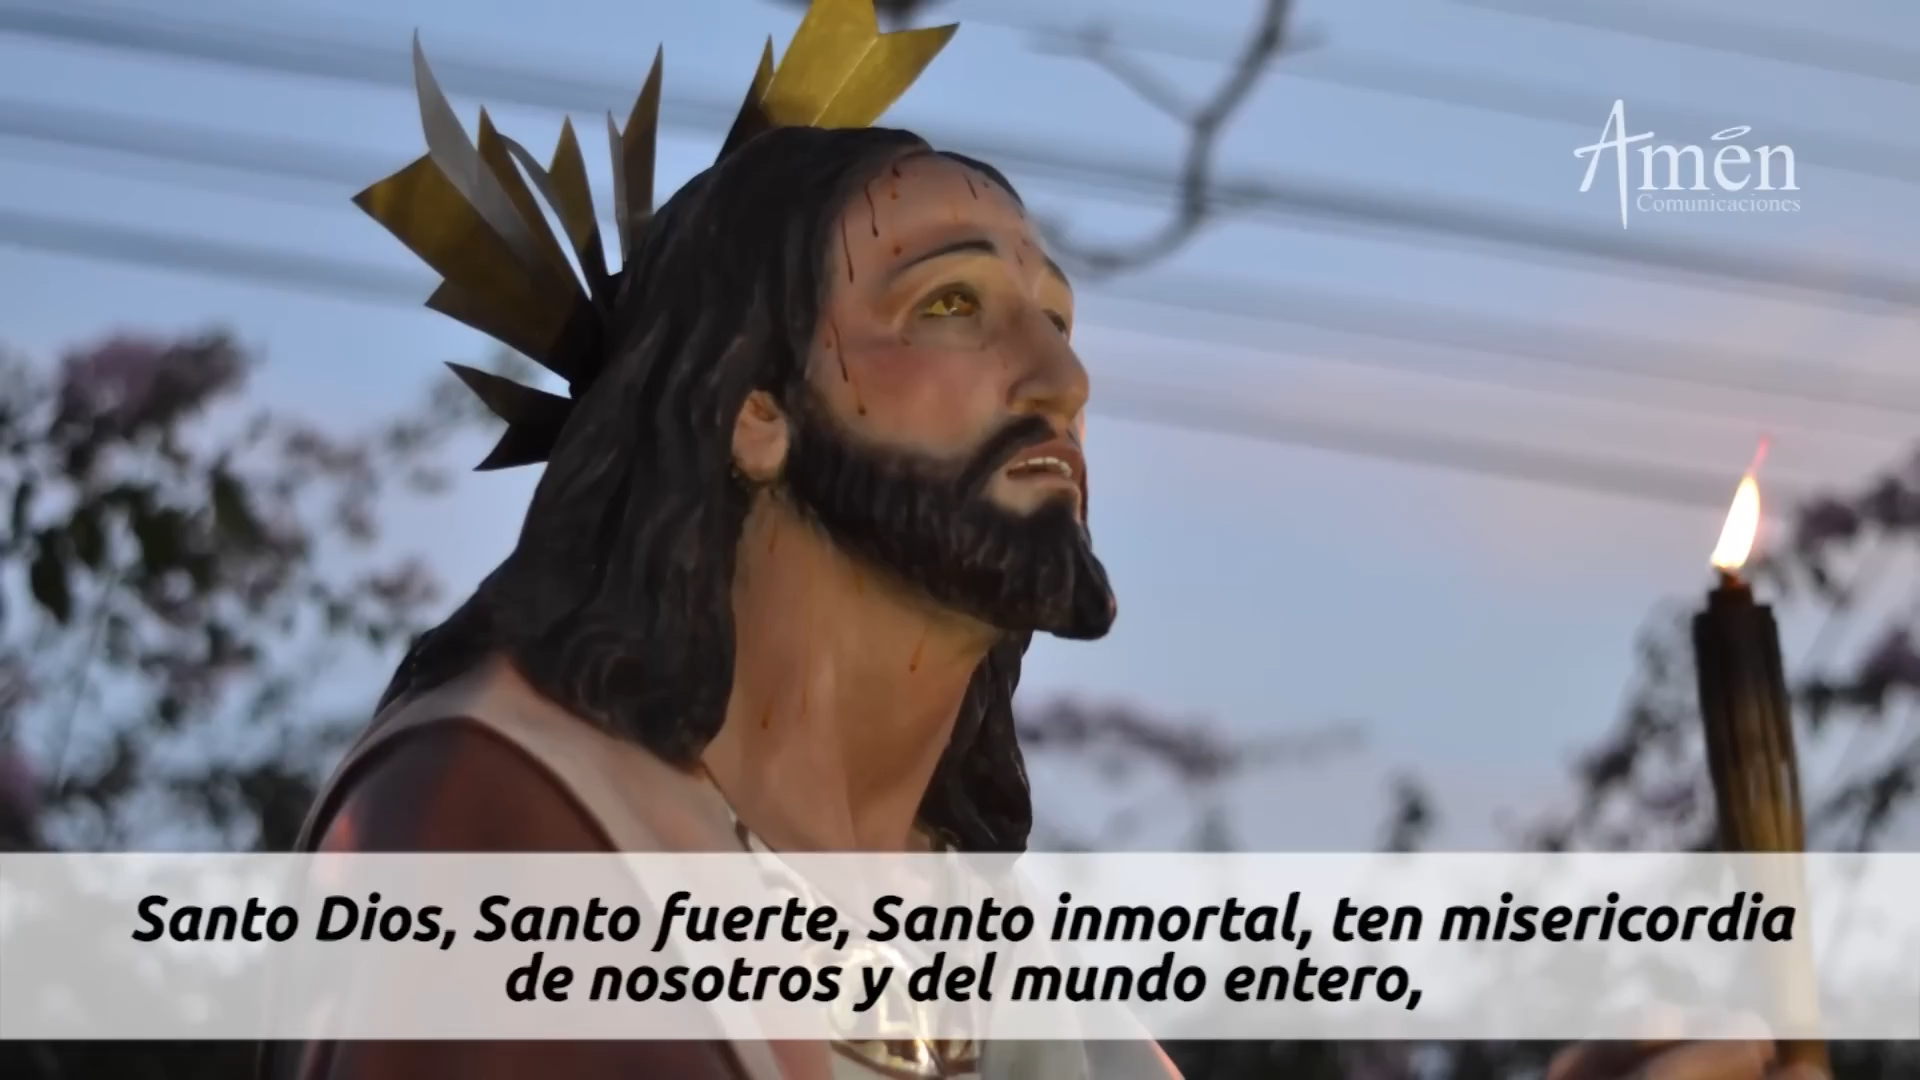 Amén
Comunicaciones
Santo Dios, Santo fuerte, Santo inmortal, ten misericordia
de nosotros y del mundo entero,